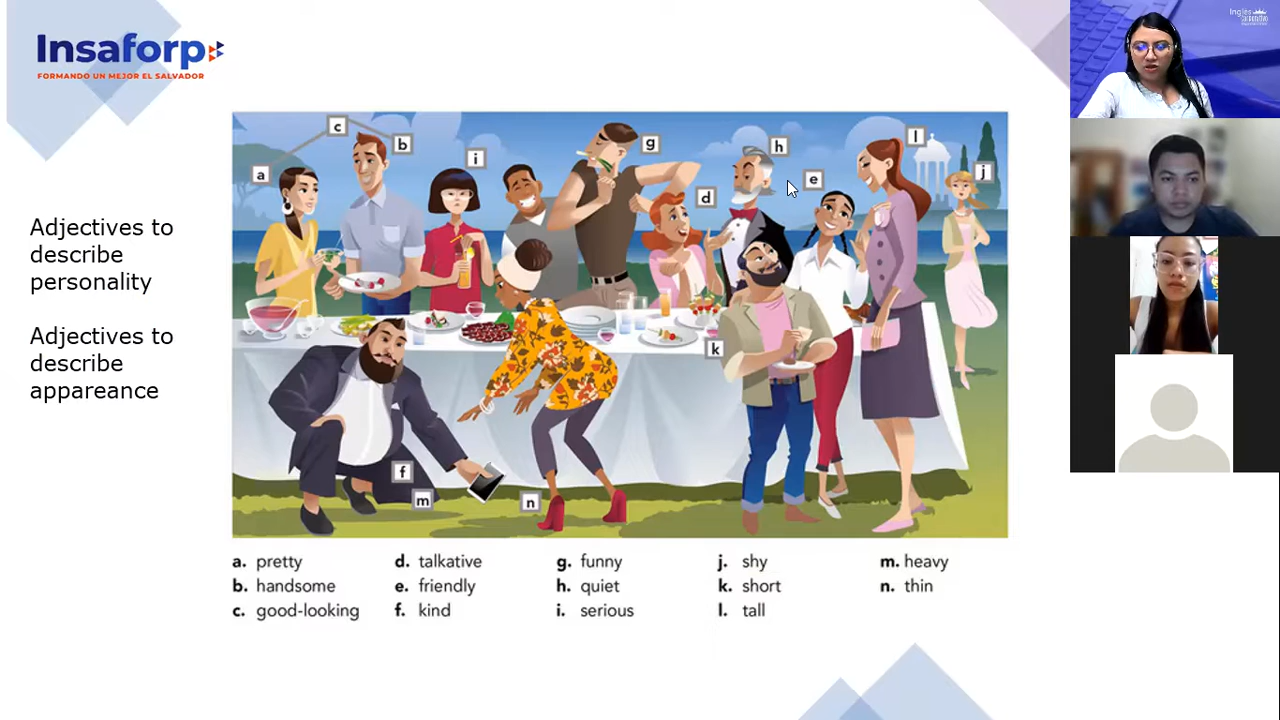 Insaforp
FORMANDO UN MEJOR EL SALVADOR
Adjectives to
describe
personality
Adjectives to
describe
appareance
c
b
a
i
g
h
d
e
l
j
k
f
m
n
a. pretty
b. handsome
c. good-looking
d. talkative
e. friendly
f. kind
g. funny
h. quiet
i. serious
j. shy
k. short
l. tall
m. heavy
n. thin
Inglés